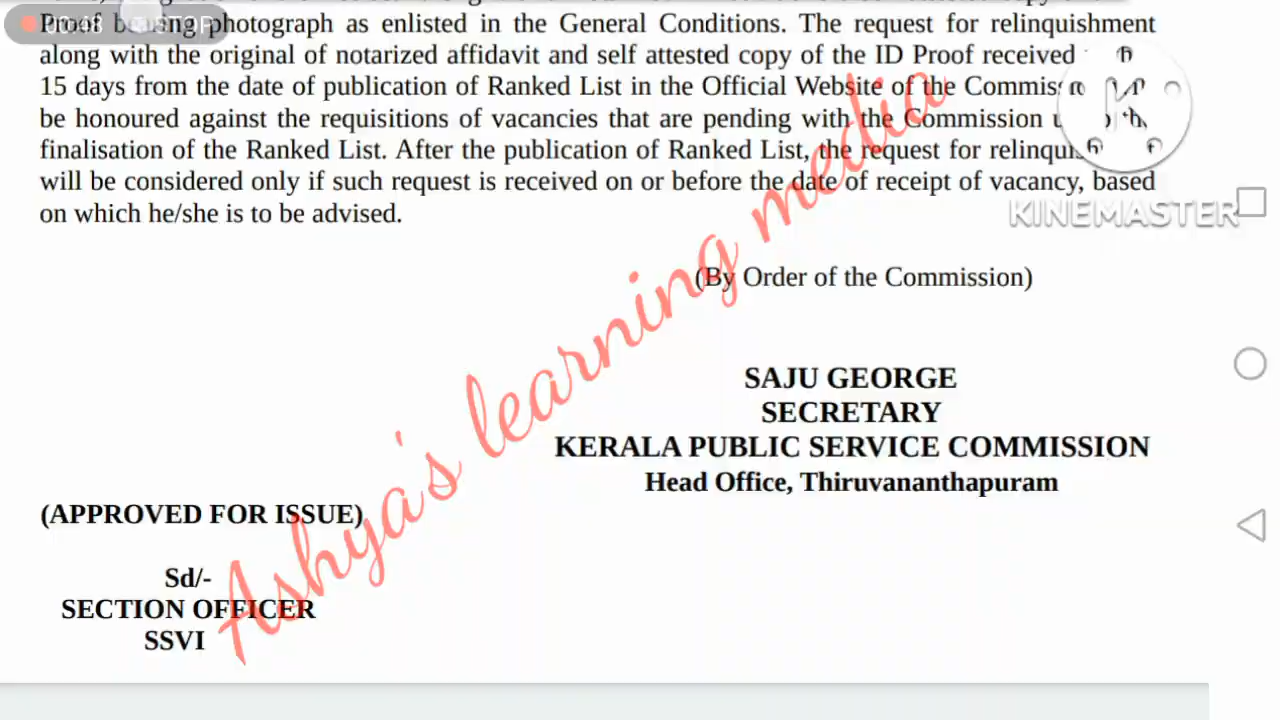 00:48 STOP
Proof bearing photograph as enlisted in the General Conditions. The request for relinquishment
along with the original of notarized affidavit and self attested copy of the ID Proof received
15 days from the date of publication of Ranked List in the Official Website of the
be honoured against the requisitions of vacancies that are pending with the Commission
finalisation of the Ranked List. After the publication of Ranked List, the request for
will be considered only if such request is received on or before the date of receipt of vacancy, based
on which he/she is to be advised.
KINEMASTER
(By Order of the Commission)
SAJU GEORGE
SECRETARY
KERALA PUBLIC SERVICE COMMISSION
Head Office, Thiruvananthapuram
(APPROVED FOR ISSUE)
Sd/-
SECTION OFFICER
SSVI
Ashya's learning media